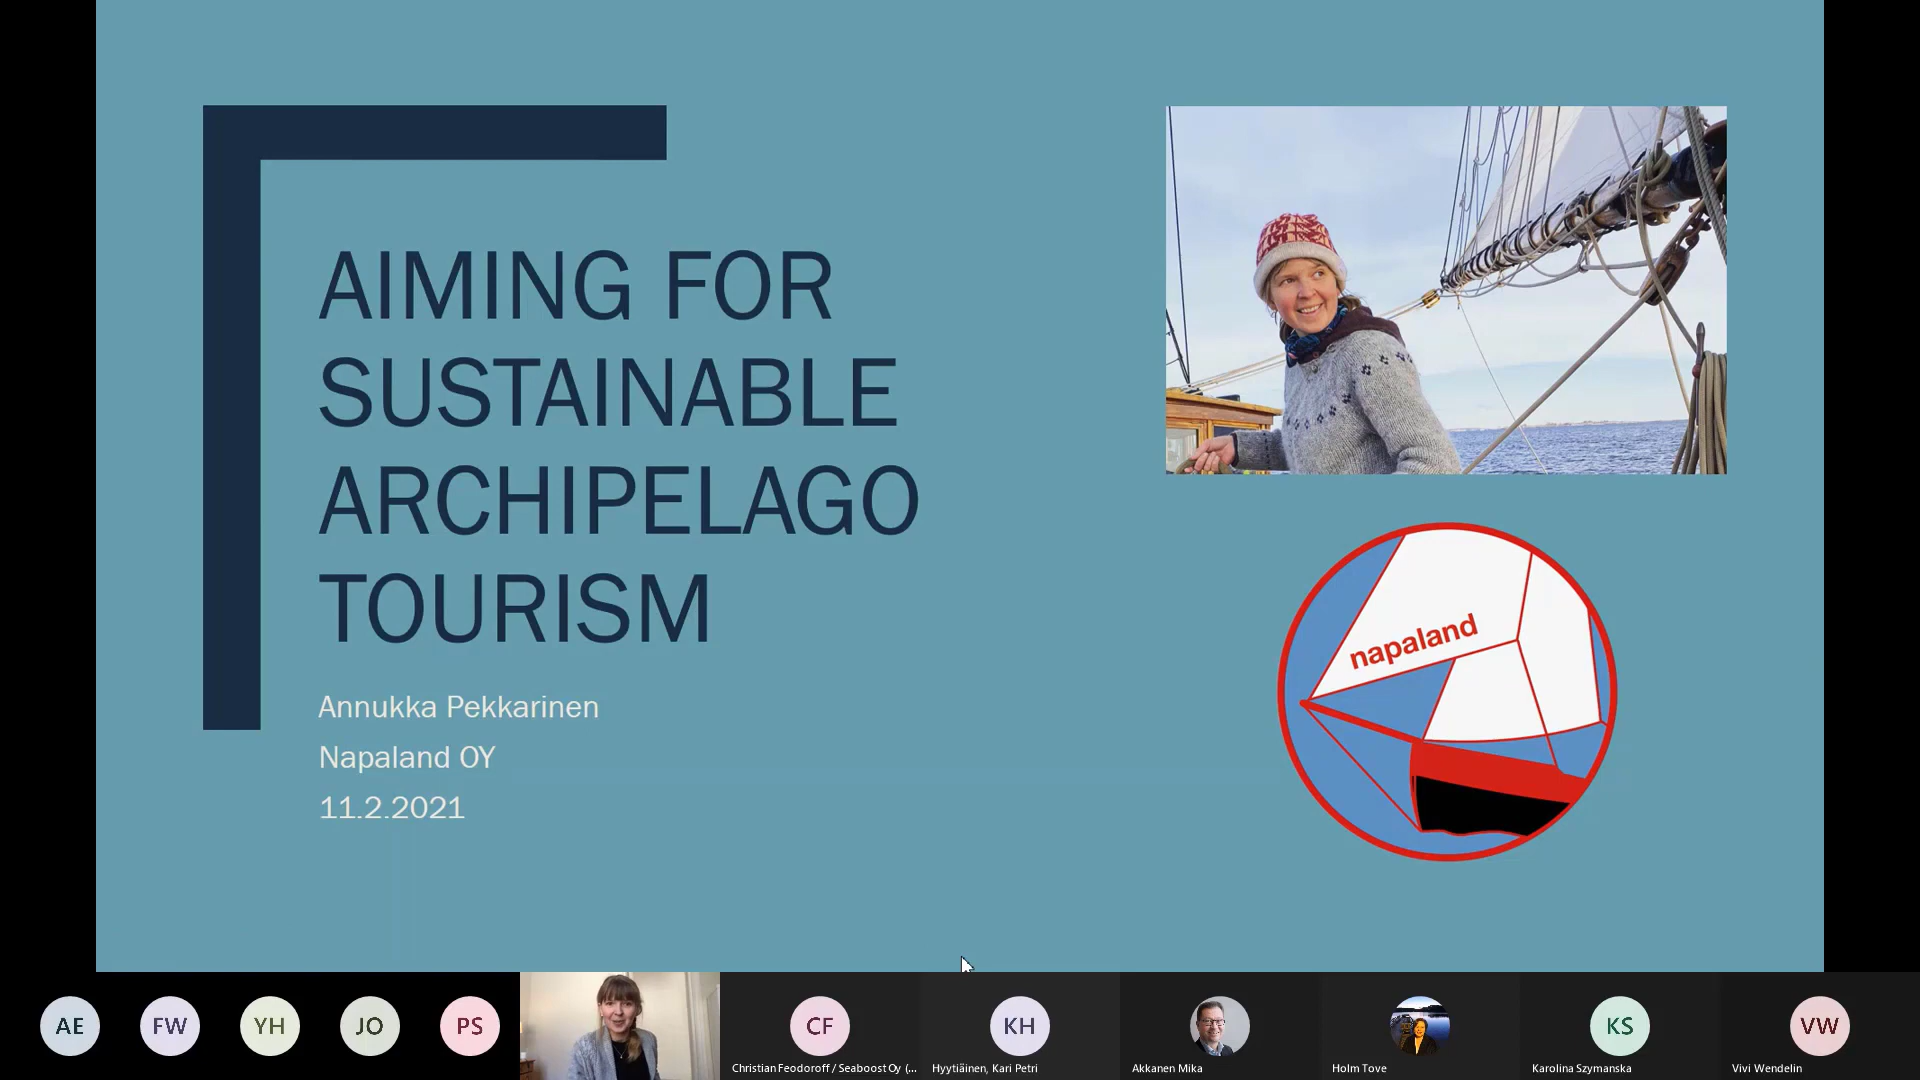 AIMING FOR
SUSTAINABLE
ARCHIPELAGO
TOURISM
Annukka Pekkarinen
Napaland OY
11.2.2021
napaland
AE
FW
YH
JO
PS
CF
Christian Feodoroff / Seaboost Oy (...
KH
Hyytiäinen, Kari Petri
Akkanen Mika
Holm Tove
KS
Karolina Szymanska
VW
Vivi Wendelin